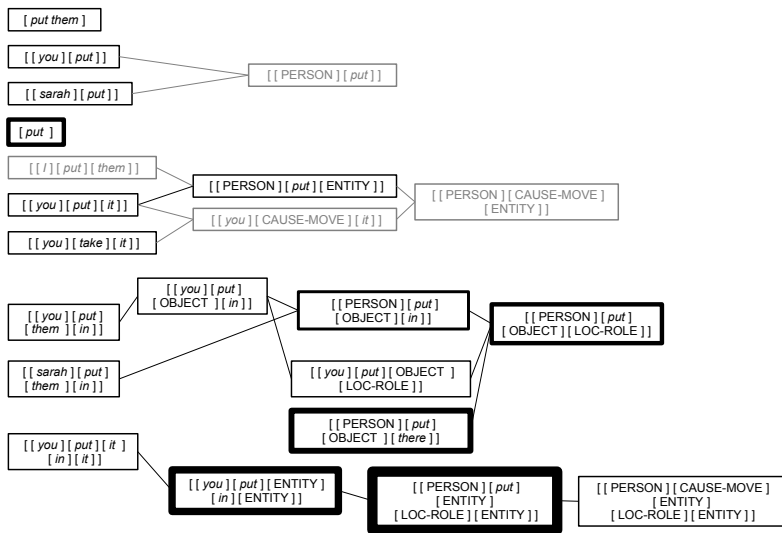 [ put them ]
[ [ you ] [ put ] ]
[ [ PERSON ] [ put ] ]
[ [ sarah ] [ put ] ]
[ put ]
[ [ I ] [ put ] [ them ] ]
[ [ PERSON ] [ put ] [ ENTITY ] ]
[ [ PERSON ] [ CAUSE-MOVE ]
[ ENTITY ] ]
[ [ you ] [ put ] [ it ] ]
[ [ you ] [ CAUSE-MOVE ] [ it ] ]
[ [ you ] [ take ] [ it ] ]
[ [ you ] [ put ]
[ OBJECT ] [ in ] ]
[ [ you ] [ put ]
[ them ] [ in ] ]
[ [ PERSON ] [ put ]
[ OBJECT ] [ in ] ]
[ [ PERSON ] [ put ]
[ OBJECT ] [ LOC-ROLE ] ]
[ [ sarah ] [ put ]
[ them ] [ in ] ]
[ [ you ] [ put ] [ OBJECT ]
[ LOC-ROLE ] ]
[ [ PERSON ] [ put ]
[ OBJECT ] [ there ] ]
[ [ you ] [ put ] [ it ]
[ in ] [ it ] ]
[ [ you ] [ put ] [ ENTITY ]
[ in ] [ ENTITY ] ]
[ [ PERSON ] [ put ]
[ ENTITY ]
[ LOC-ROLE ] [ ENTITY ] ]
[ [ PERSON ] [ CAUSE-MOVE ]
[ ENTITY ]
[ LOC-ROLE ] [ ENTITY ] ]